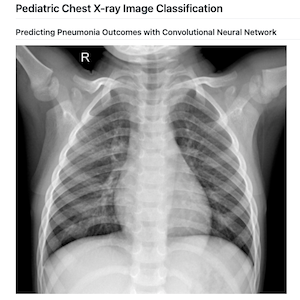 Pediatric Chest X-ray Image Classification
Predicting Pneumonia Outcomes with Convolutional Neural Network
R